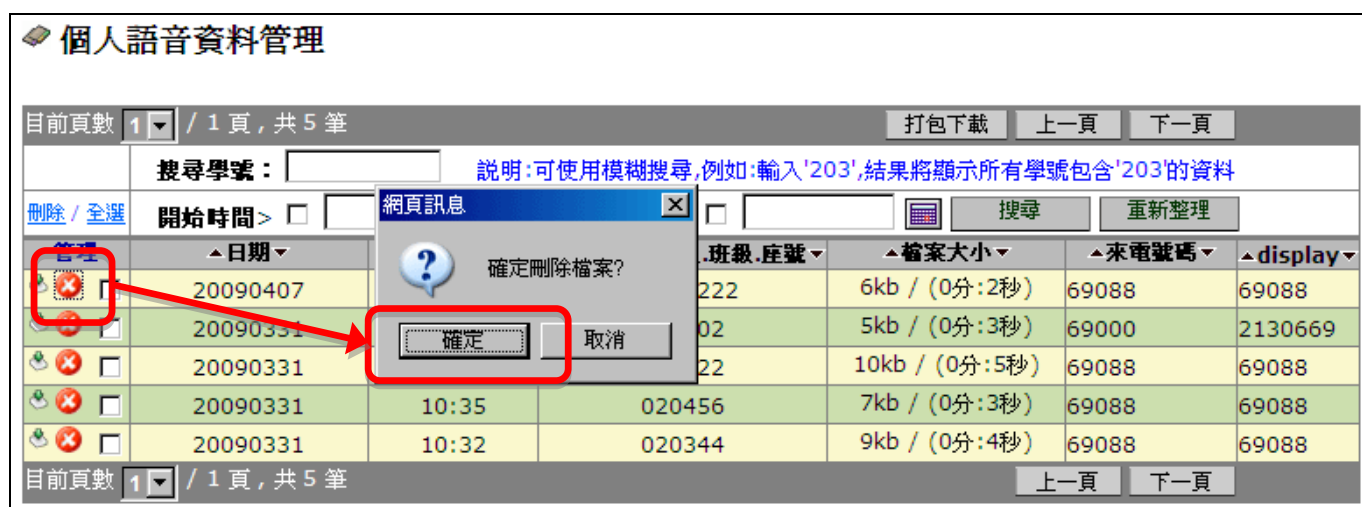 個人語音資料管理
目前頁數 1 / 1 頁 , 共 5 筆 打包下載 上一頁 下一頁
搜尋學號： 說明:可使用模糊搜尋,例如:輸入'203',結果將顯示所有學號包含'203'的資料
刪除 / 全選 開始時間> 搜尋 重新整理
網頁訊息
確定刪除檔案?
確定 取消
管理 ▲日期▼ .班級.座號▼ ▲檔案大小▼ ▲來電號碼▼ ▲display▼
20090407 222 6kb / (0分:2秒) 69088 69088
20090331 02 5kb / (0分:3秒) 69000 2130669
20090331 22 10kb / (0分:5秒) 69088 69088
20090331 10:35 020456 7kb / (0分:3秒) 69088 69088
20090331 10:32 020344 9kb / (0分:4秒) 69088 69088
目前頁數 1 / 1 頁 , 共 5 筆 上一頁 下一頁